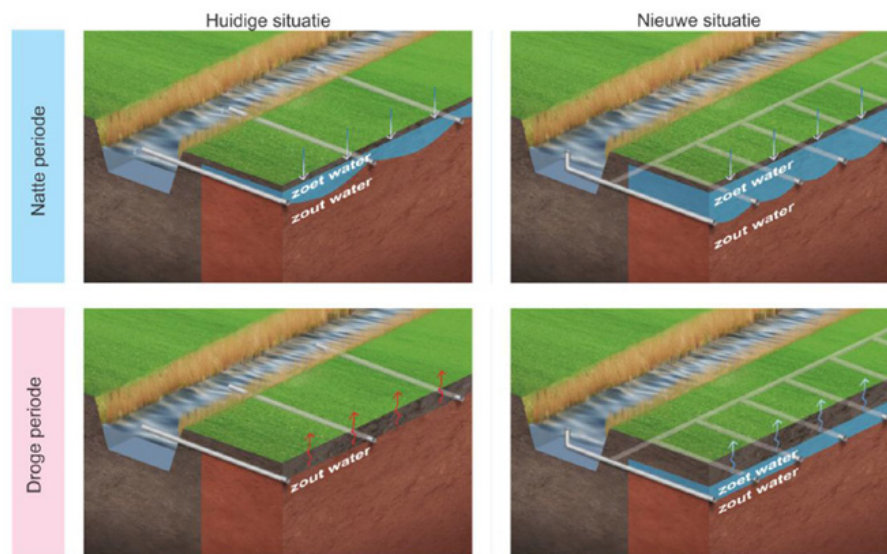 Huidige situatie
Nieuwe situatie
Natte periode
zoet water
zout water
zoet water
zout water
Droge periode
zout water
zoet water
zout water